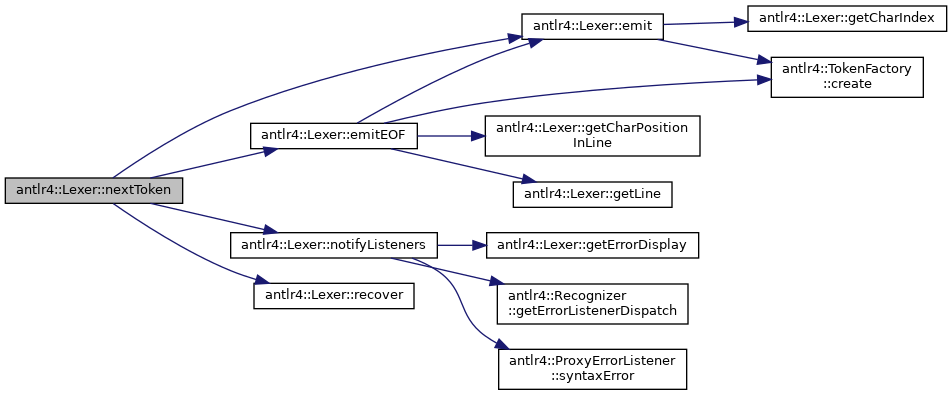 antlr4::Lexer::nextToken
antlr4::Lexer::emit
antlr4::Lexer::getCharIndex
antlr4::TokenFactory
::create
antlr4::Lexer::emitEOF
antlr4::Lexer::getCharPosition
InLine
antlr4::Lexer::getLine
antlr4::Lexer::notifyListeners
antlr4::Lexer::getErrorDisplay
antlr4::Recognizer
::getErrorListenerDispatch
antlr4::ProxyErrorListener
::syntaxError
antlr4::Lexer::recover